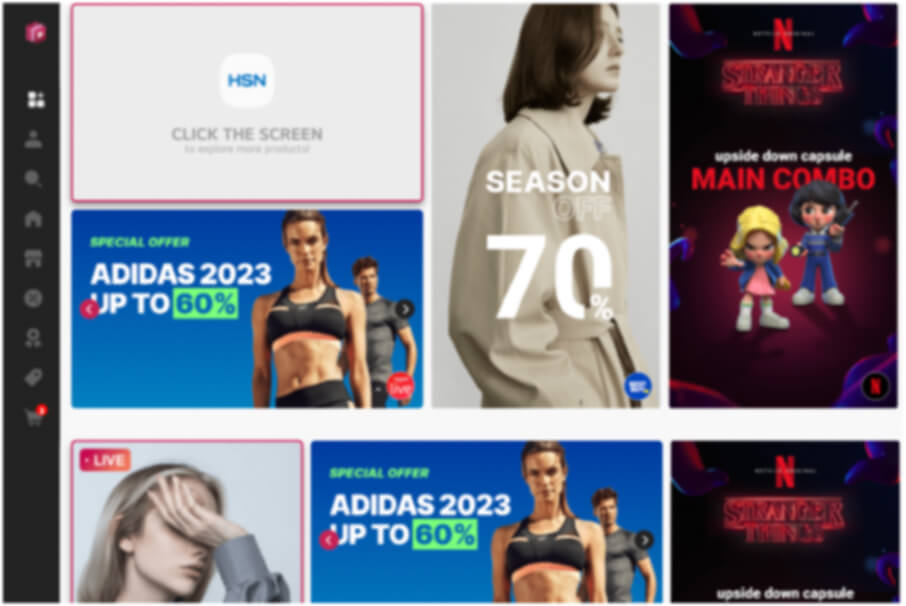 HSN
CLICK THE SCREEN
to explore more products!
SPECIAL OFFER
ADIDAS 2023
UP TO 60%
live
SEASON
OFF
70%
N
STRANGER
THINGS
upside down capsule
MAIN COMBO
N
LIVE
SPECIAL OFFER
ADIDAS 2023
UP TO 60%
N
STRANGER
THINGS
upside down capsule